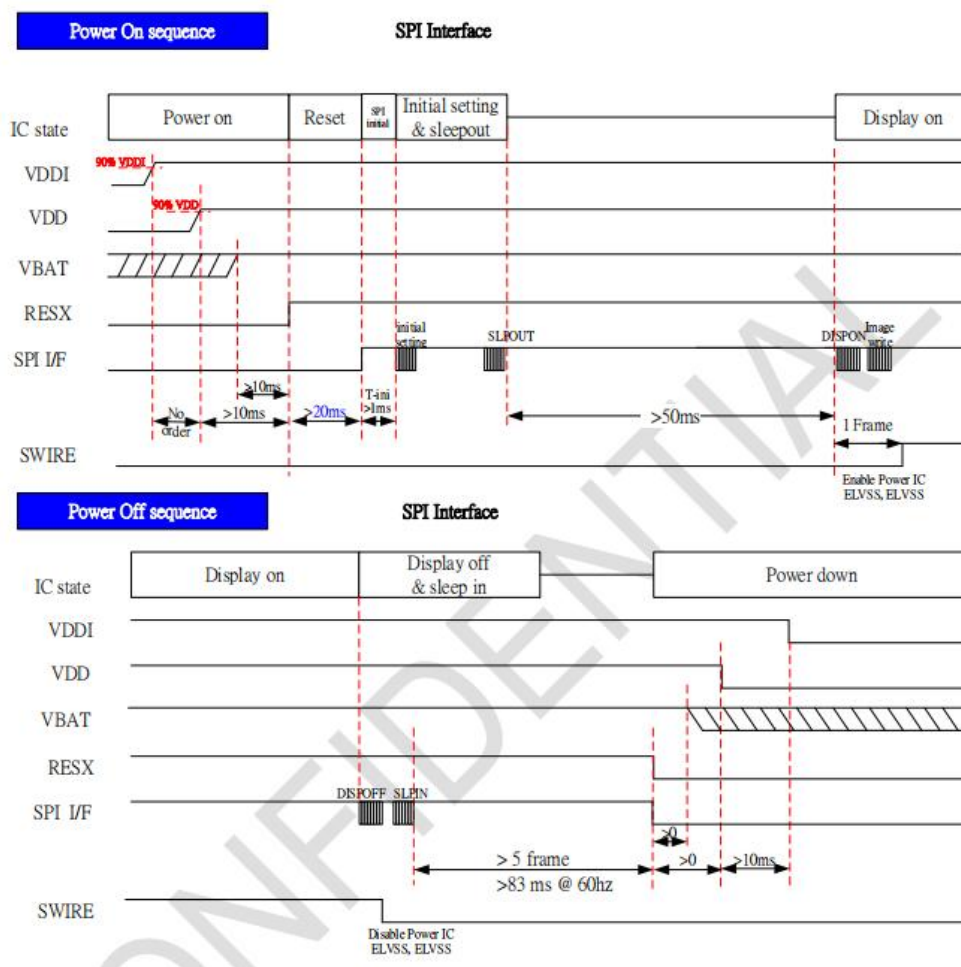 Power On sequence
SPI Interface
IC state
Power on
Reset
SPI
initial
Initial setting
& sleepout
Display on
90% VDDI
VDDI
90% VDD
VDD
VBAT
RESX
initial
setting
SLPOUT
DISPON
Image
write
SPI I/F
>10ms
No
order
>10ms
>20ms
T-ini
>1ms
>50ms
1 Frame
SWIRE
Enable Power IC
ELVSS, ELVSS
Power Off sequence
SPI Interface
IC state
Display on
Display off
& sleep in
Power down
VDDI
VDD
VBAT
RESX
DISPOFF
SLPIN
SPI I/F
>0
>0
>10ms
> 5 frame
>83 ms @ 60hz
SWIRE
Disable Power IC
ELVSS, ELVSS
CONFIDENTIAL